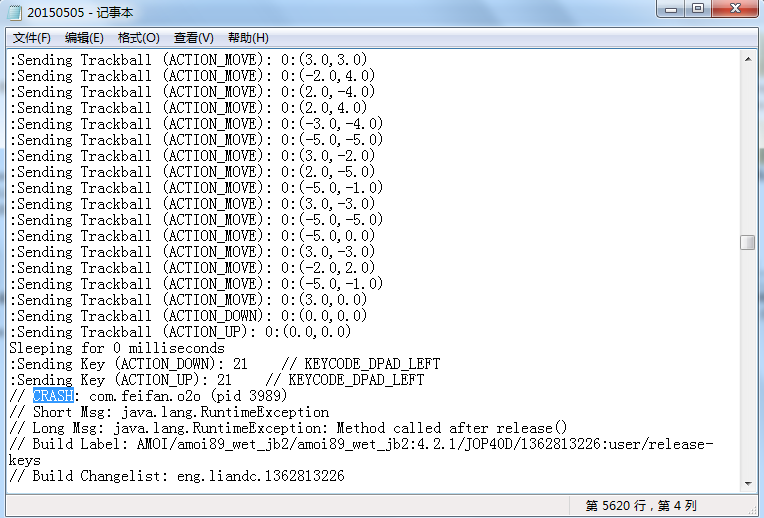 20150505 - 记事本
文件(F) 编辑(E) 格式(O) 查看(V) 帮助(H)
:Sending Trackball (ACTION_MOVE): 0:(3.0,3.0)
:Sending Trackball (ACTION_MOVE): 0:(-2.0,4.0)
:Sending Trackball (ACTION_MOVE): 0:(2.0,-4.0)
:Sending Trackball (ACTION_MOVE): 0:(2.0,4.0)
:Sending Trackball (ACTION_MOVE): 0:(-3.0,-4.0)
:Sending Trackball (ACTION_MOVE): 0:(-5.0,-5.0)
:Sending Trackball (ACTION_MOVE): 0:(3.0,-2.0)
:Sending Trackball (ACTION_MOVE): 0:(2.0,-5.0)
:Sending Trackball (ACTION_MOVE): 0:(-5.0,-1.0)
:Sending Trackball (ACTION_MOVE): 0:(3.0,-3.0)
:Sending Trackball (ACTION_MOVE): 0:(-5.0,-5.0)
:Sending Trackball (ACTION_MOVE): 0:(-5.0,0.0)
:Sending Trackball (ACTION_MOVE): 0:(3.0,-3.0)
:Sending Trackball (ACTION_MOVE): 0:(-2.0,2.0)
:Sending Trackball (ACTION_MOVE): 0:(-5.0,-1.0)
:Sending Trackball (ACTION_MOVE): 0:(3.0,0.0)
:Sending Trackball (ACTION_DOWN): 0:(0.0,0.0)
:Sending Trackball (ACTION_UP): 0:(0.0,0.0)
Sleeping for 0 milliseconds
:Sending Key (ACTION_DOWN): 21    // KEYCODE_DPAD_LEFT
:Sending Key (ACTION_UP): 21    // KEYCODE_DPAD_LEFT
// CRASH: com.feifan.o2o (pid 3989)
// Short Msg: java.lang.RuntimeException
// Long Msg: java.lang.RuntimeException: Method called after release()
// Build Label: AMOI/amoi89_wet_jb2/amoi89_wet_jb2:4.2.1/JOP40D/1362813226:user/release-
keys
// Build Changelist: eng.liandc.1362813226
第 5620 行，第 4 列